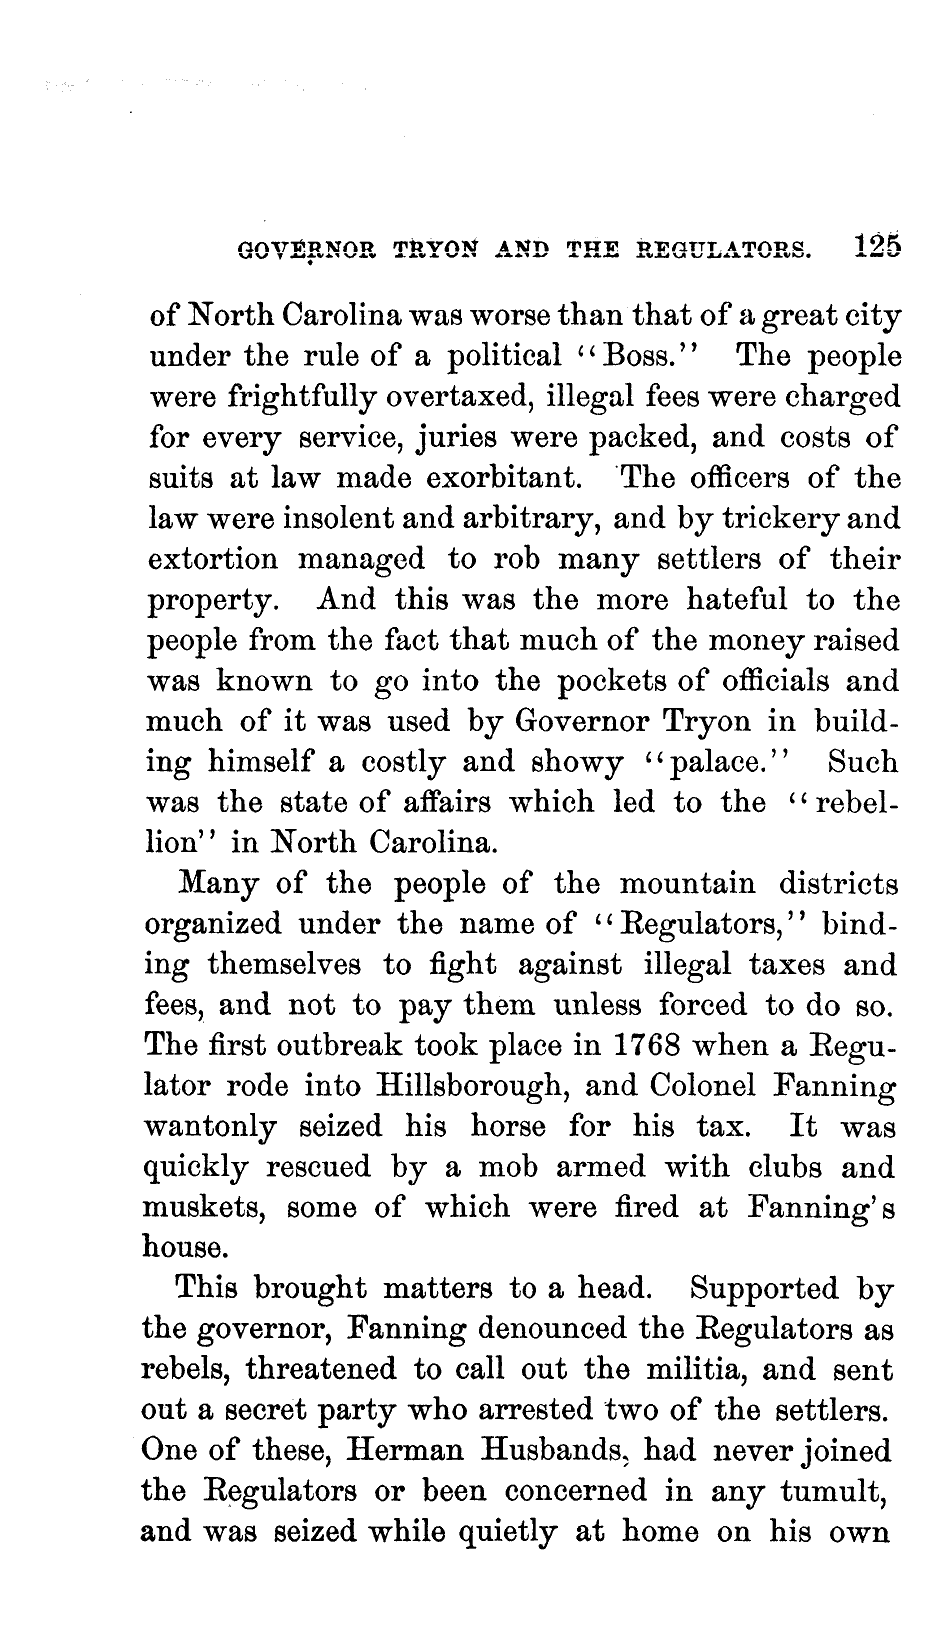 GOVERNOR TRYON AND THE REGULATORS. 125
of North Carolina was worse than that of a great city
under the rule of a political "Boss." The people
were frightfully overtaxed, illegal fees were charged
for every service, juries were packed, and costs of
suits at law made exorbitant. The officers of the
law were insolent and arbitrary, and by trickery and
extortion managed to rob many settlers of their
property. And this was the more hateful to the
people from the fact that much of the money raised
was known to go into the pockets of officials and
much of it was used by Governor Tryon in build-
ing himself a costly and showy "palace." Such
was the state of affairs which led to the "rebel-
lion" in North Carolina.
Many of the people of the mountain districts
organized under the name of "Regulators," bind-
ing themselves to fight against illegal taxes and
fees, and not to pay them unless forced to do so.
The first outbreak took place in 1768 when a Regu-
lator rode into Hillsborough, and Colonel Fanning
wantonly seized his horse for his tax. It was
quickly rescued by a mob armed with clubs and
muskets, some of which were fired at Fanning's
house.
This brought matters to a head. Supported by
the governor, Fanning denounced the Regulators as
rebels, threatened to call out the militia, and sent
out a secret party who arrested two of the settlers.
One of these, Herman Husbands, had never joined
the Regulators or been concerned in any tumult,
and was seized while quietly at home on his own